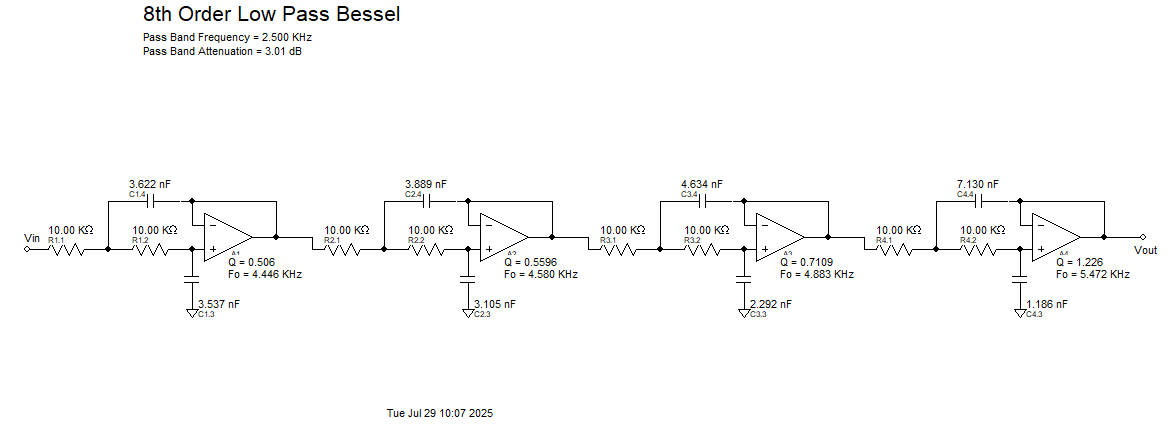 8th Order Low Pass Bessel
Pass Band Frequency = 2.500 KHz
Pass Band Attenuation = 3.01 dB
3.622 nF
C1.4
3.889 nF
C2.4
4.634 nF
C3.4
7.130 nF
C4.4
Vin
10.00 KΩ
R1.1
10.00 KΩ
R1.2
10.00 KΩ
R2.1
10.00 KΩ
R2.2
10.00 KΩ
R3.1
10.00 KΩ
R3.2
10.00 KΩ
R4.1
10.00 KΩ
R4.2
Vout
A1
Q = 0.506
Fo = 4.446 KHz
A2
Q = 0.5596
Fo = 4.580 KHz
A3
Q = 0.7109
Fo = 4.883 KHz
A4
Q = 1.226
Fo = 5.472 KHz
3.537 nF
C1.3
3.105 nF
C2.3
2.292 nF
C3.3
1.186 nF
C4.3
Tue Jul 29 10:07 2025